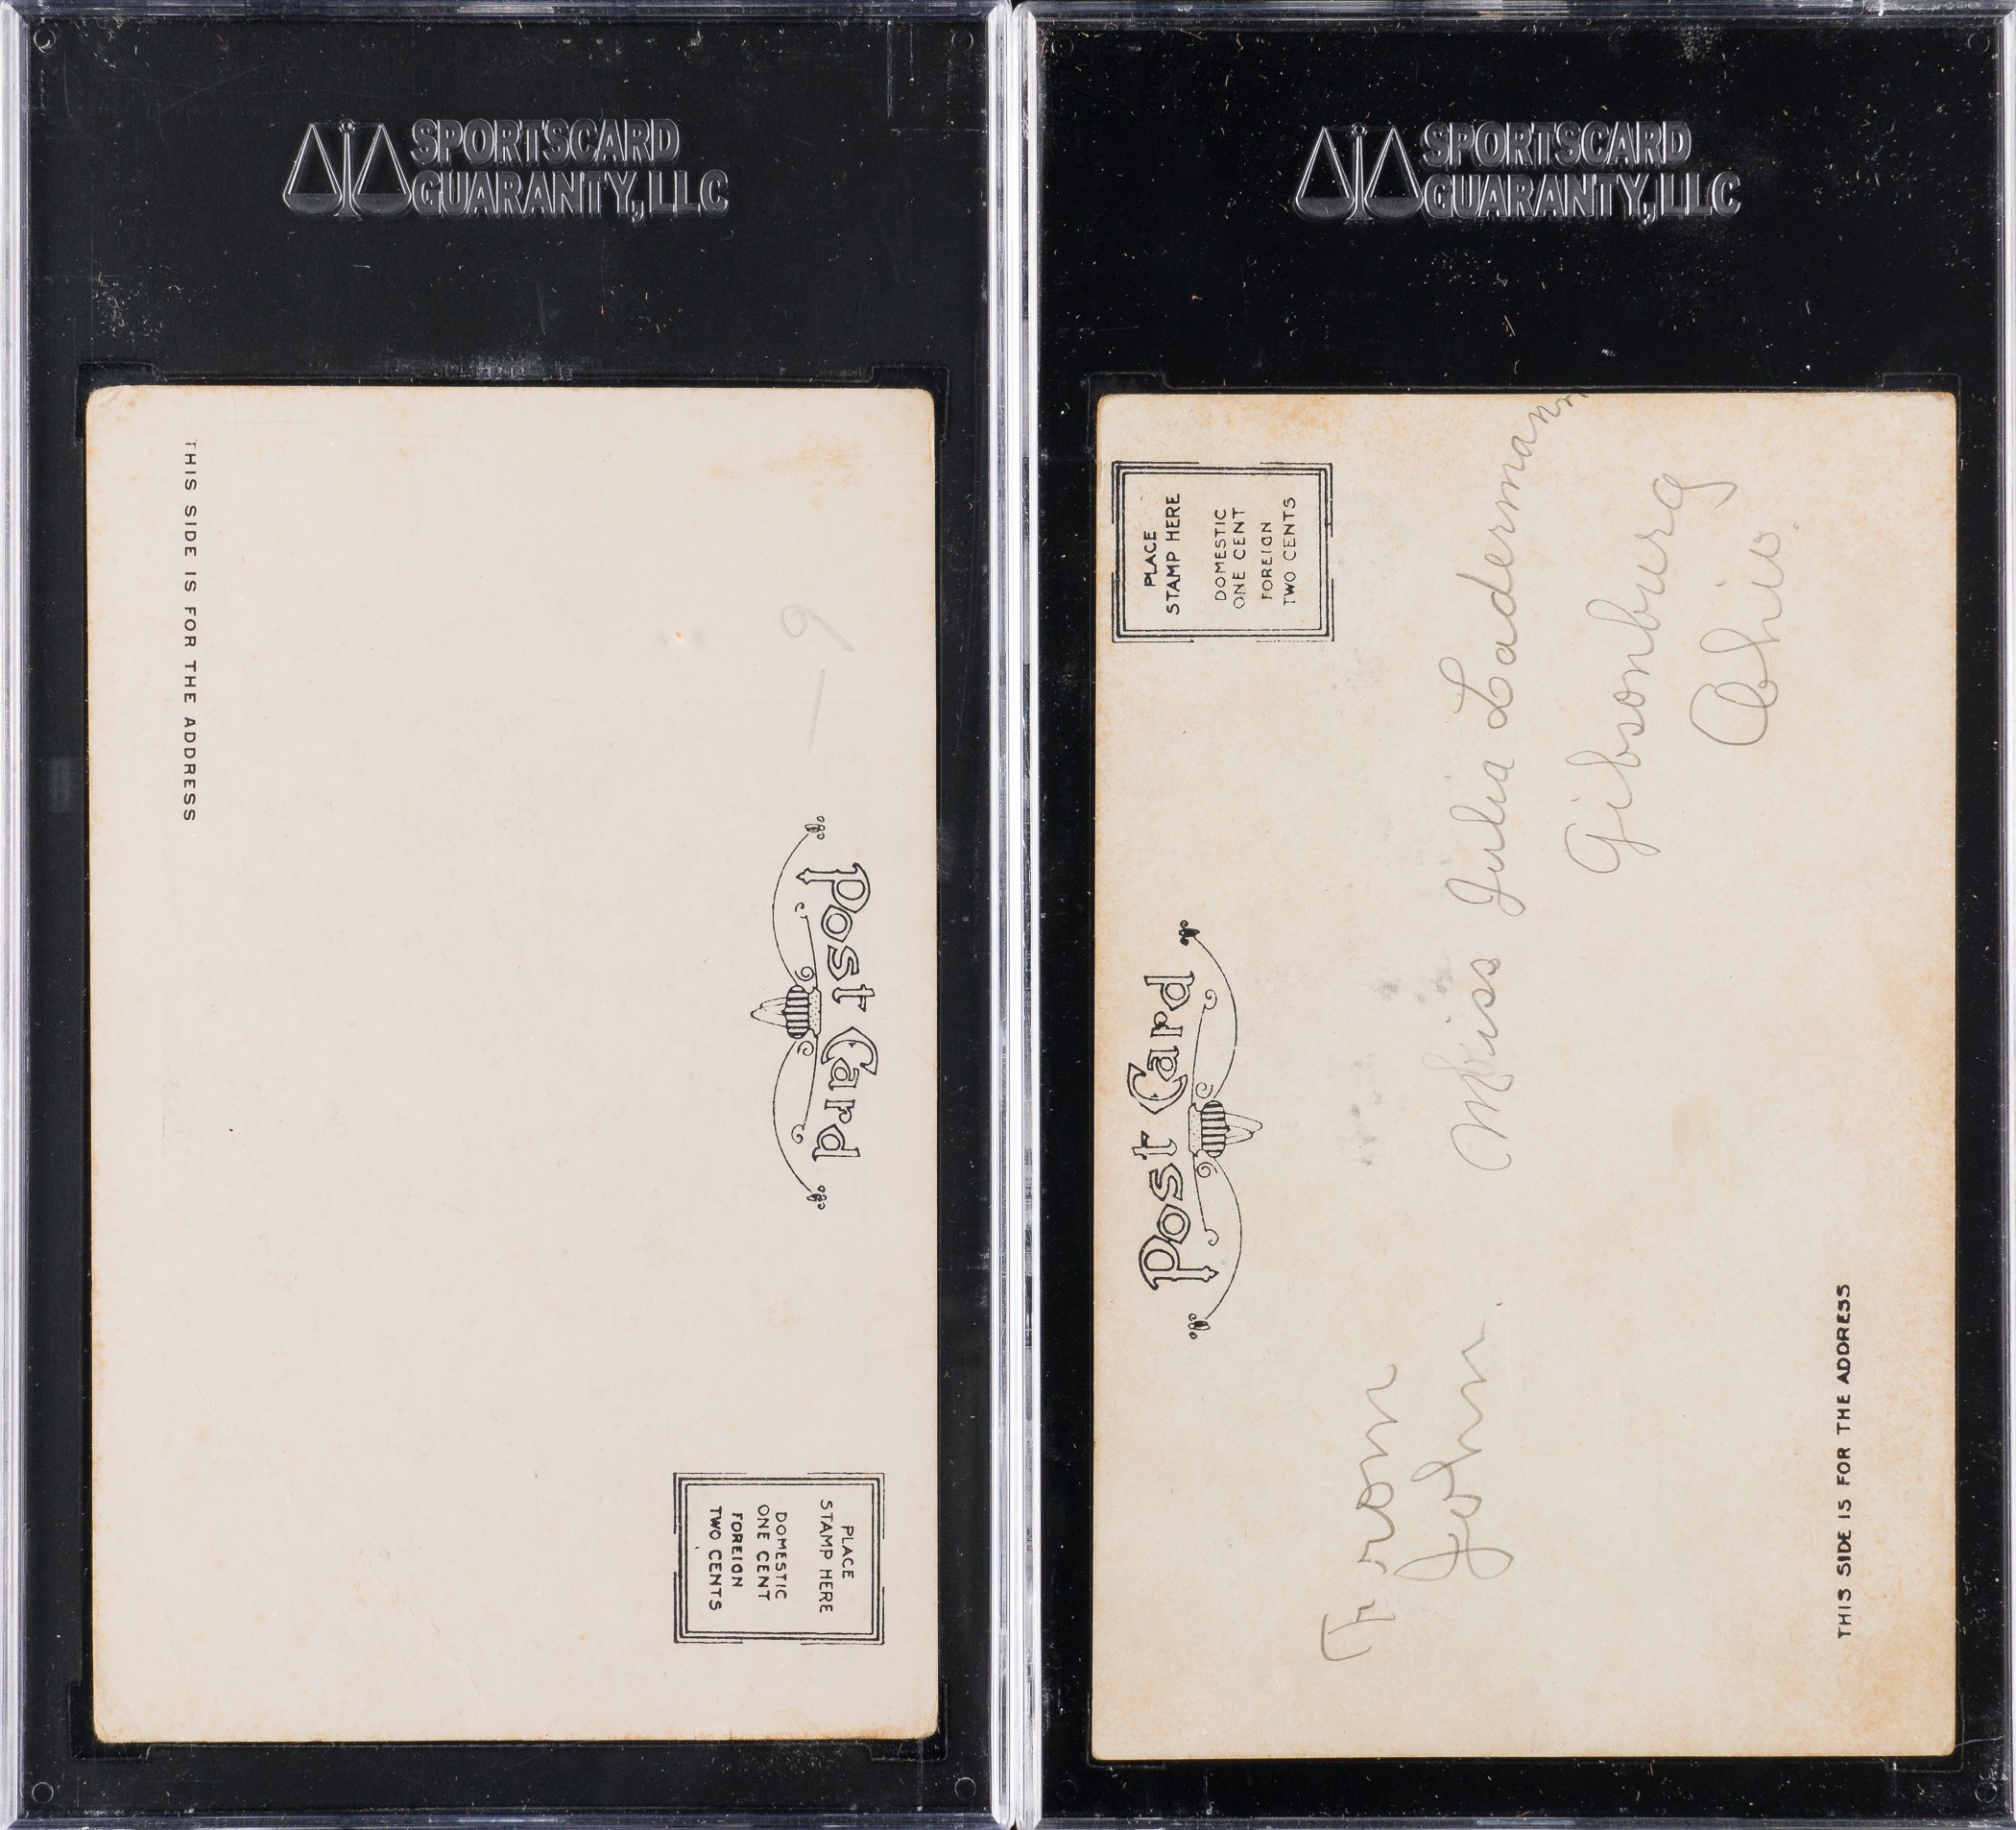 SPORTSCARD
GUARANTY, LLC
THIS SIDE IS FOR THE ADDRESS
Post Card
PLACE
STAMP HERE
DOMESTIC
ONE CENT
FOREIGN
TWO CENTS
SPORTSCARD
GUARANTY, LLC
Post Card
PLACE
STAMP HERE
DOMESTIC
ONE CENT
FOREIGN
TWO CENTS
From
John.
Miss Julia Ladermann
Gibsonburg
Ohio.
THIS SIDE IS FOR THE ADDRESS